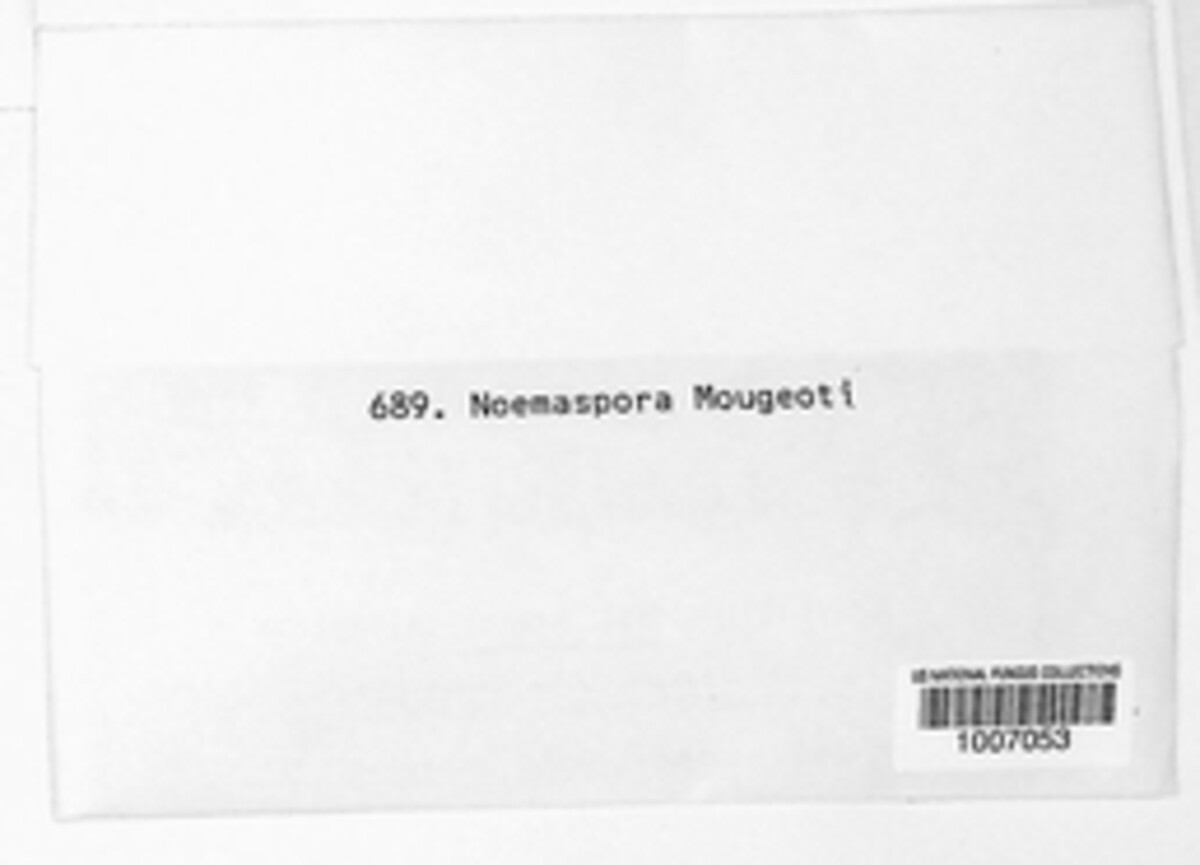 689. Noemaspora Mougeoti
US NATIONAL FUNGUS COLLECTIONS
1007053